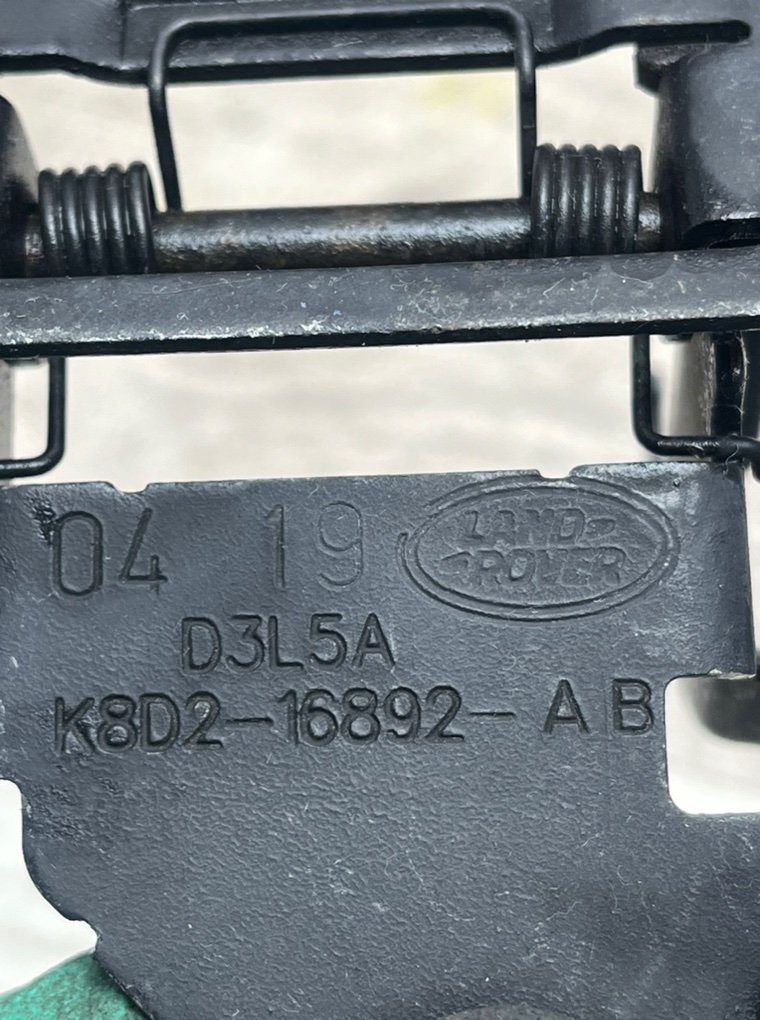 04 19
LAND-
ROVER
D3L5A
K8D2-16892-AB